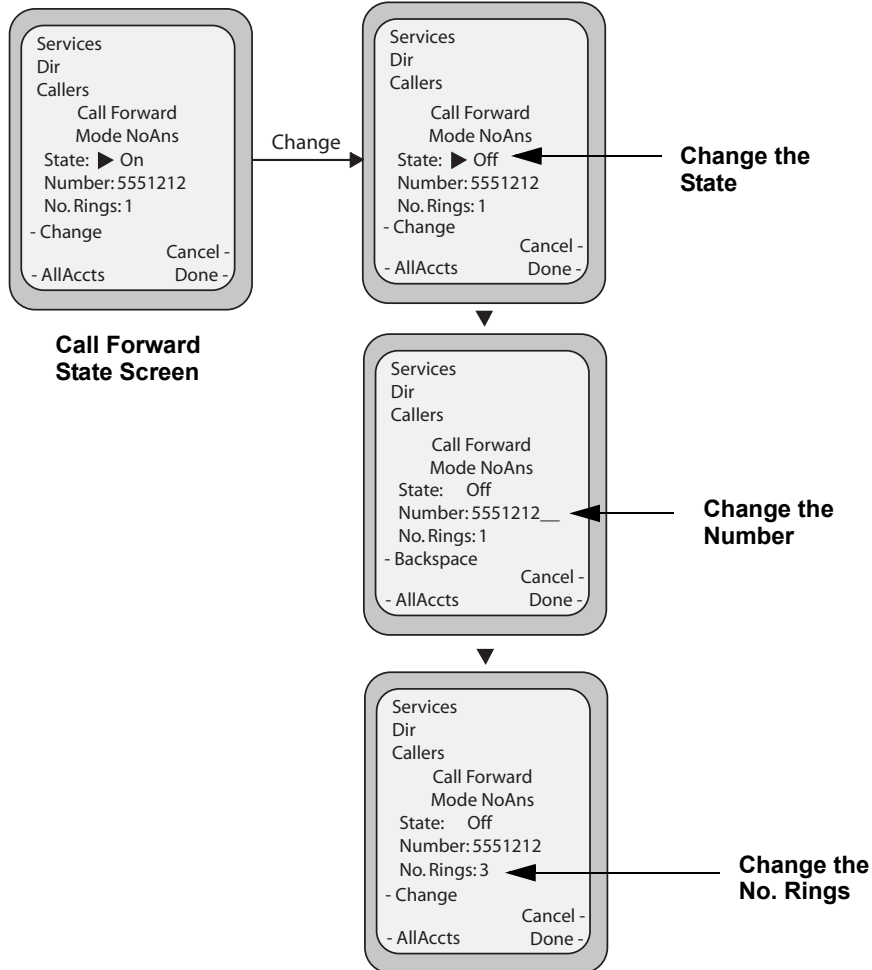 Services
Dir
Callers
Call Forward
Mode NoAns
State: ▶ On
Number: 5551212
No. Rings: 1
- Change
Cancel -
- AllAccts Done -
Call Forward
State Screen
Change
Services
Dir
Callers
Call Forward
Mode NoAns
State: ▶ Off
Number: 5551212
No. Rings: 1
- Change
Cancel -
- AllAccts Done -
Change the
State
Services
Dir
Callers
Call Forward
Mode NoAns
State: Off
Number: 5551212__
No. Rings: 1
- Backspace
Cancel -
- AllAccts Done -
Change the
Number
Services
Dir
Callers
Call Forward
Mode NoAns
State: Off
Number: 5551212
No. Rings: 3
- Change
Cancel -
- AllAccts Done -
Change the
No. Rings